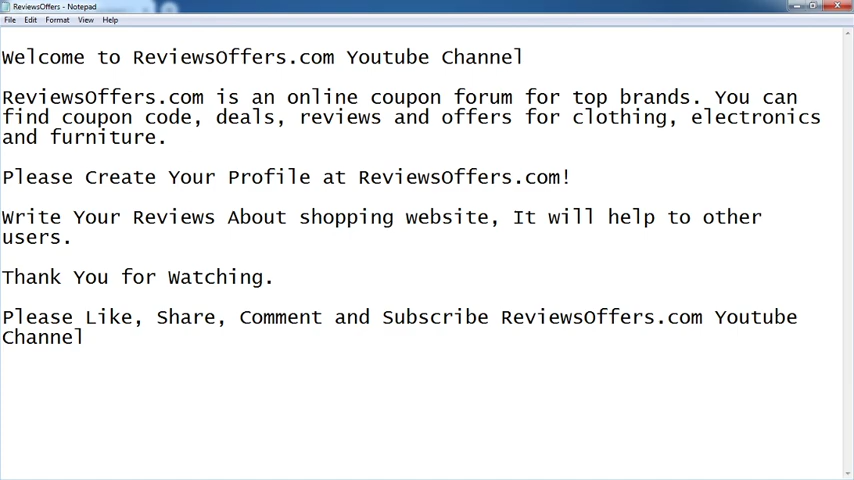 ReviewsOffers - Notepad
File Edit Format View Help
Welcome to ReviewsOffers.com Youtube Channel
ReviewsOffers.com is an online coupon forum for top brands. You can
find coupon code, deals, reviews and offers for clothing, electronics
and furniture.
Please Create Your Profile at ReviewsOffers.com!
Write Your Reviews About shopping website, It will help to other
users.
Thank You for Watching.
Please Like, Share, Comment and Subscribe ReviewsOffers.com Youtube
Channel